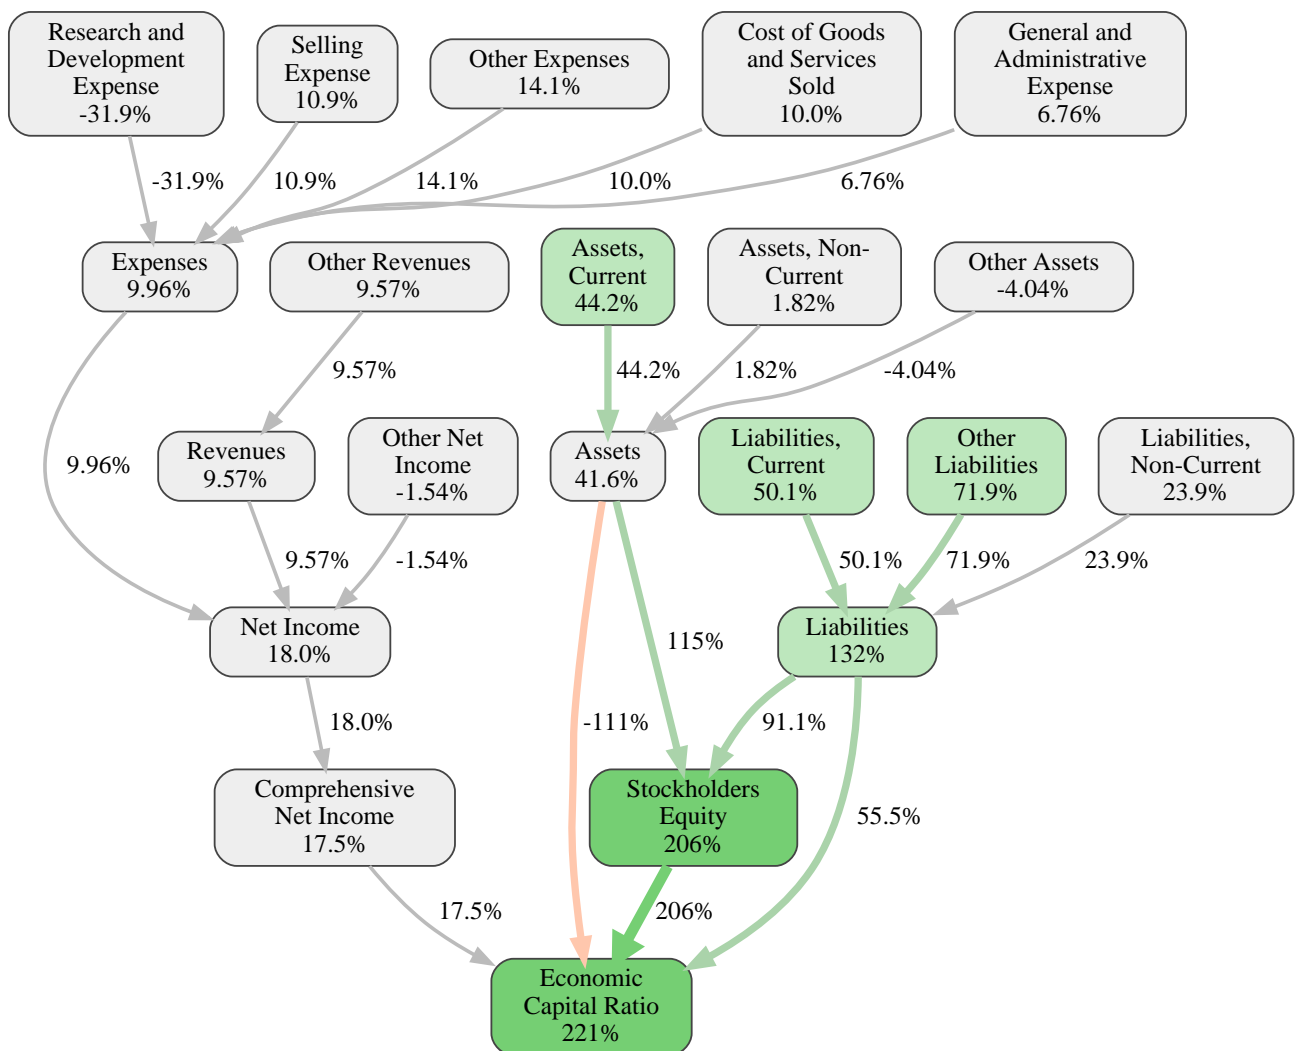 Research and
Development
Expense
-31.9%
Selling
Expense
10.9%
Other Expenses
14.1%
Cost of Goods
and Services
Sold
10.0%
General and
Administrative
Expense
6.76%
-31.9%
10.9%
14.1%
10.0%
6.76%
Expenses
9.96%
Other Revenues
9.57%
Assets,
Current
44.2%
Assets, Non-
Current
1.82%
Other Assets
-4.04%
9.57%
44.2%
1.82%
-4.04%
9.96%
Revenues
9.57%
Other Net
Income
-1.54%
Assets
41.6%
Liabilities,
Current
50.1%
Other
Liabilities
71.9%
Liabilities,
Non-Current
23.9%
9.57%
-1.54%
50.1%
71.9%
23.9%
Net Income
18.0%
115%
Liabilities
132%
18.0%
-111%
91.1%
Comprehensive
Net Income
17.5%
Stockholders
Equity
206%
55.5%
17.5%
206%
Economic
Capital Ratio
221%